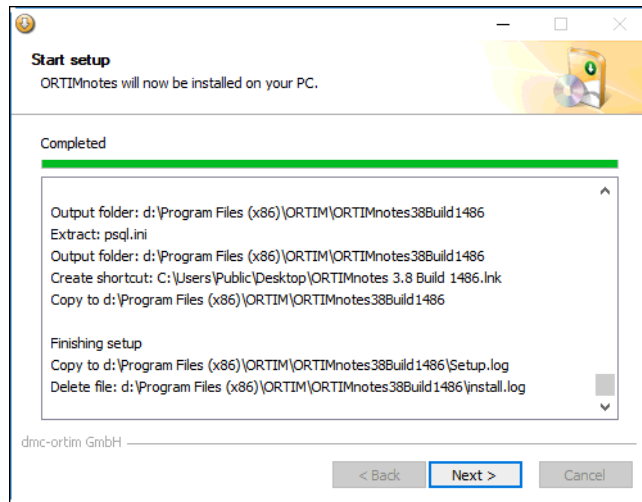 Start setup
ORTIMnotes will now be installed on your PC.
Completed
Output folder: d:\Program Files (x86)\ORTIM\ORTIMnotes38Build1486
Extract: psql.ini
Output folder: d:\Program Files (x86)\ORTIM\ORTIMnotes38Build1486
Create shortcut: C:\Users\Public\Desktop\ORTIMnotes 3.8 Build 1486.lnk
Copy to d:\Program Files (x86)\ORTIM\ORTIMnotes38Build1486
Finishing setup
Copy to d:\Program Files (x86)\ORTIM\ORTIMnotes38Build1486\Setup.log
Delete file: d:\Program Files (x86)\ORTIM\ORTIMnotes38Build1486\install.log
dmc-ortim GmbH
< Back Next > Cancel